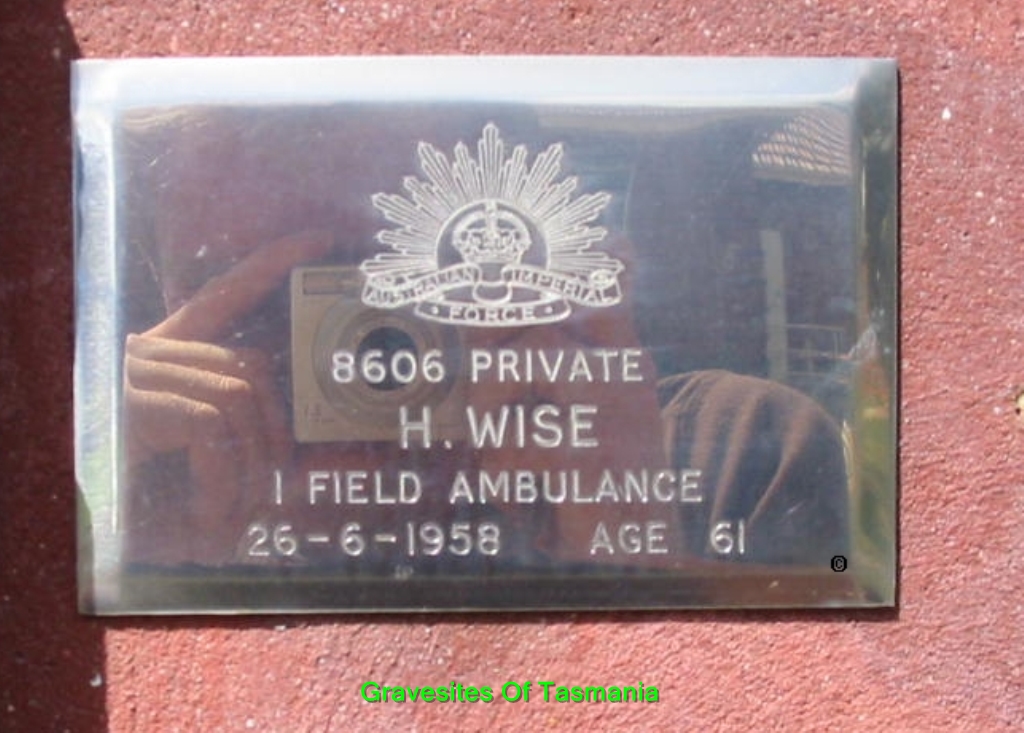 AUSTRALIAN IMPERIAL
FORCE
8606 PRIVATE
H. WISE
1 FIELD AMBULANCE
26-6-1958 AGE 61
©
Gravesites Of Tasmania